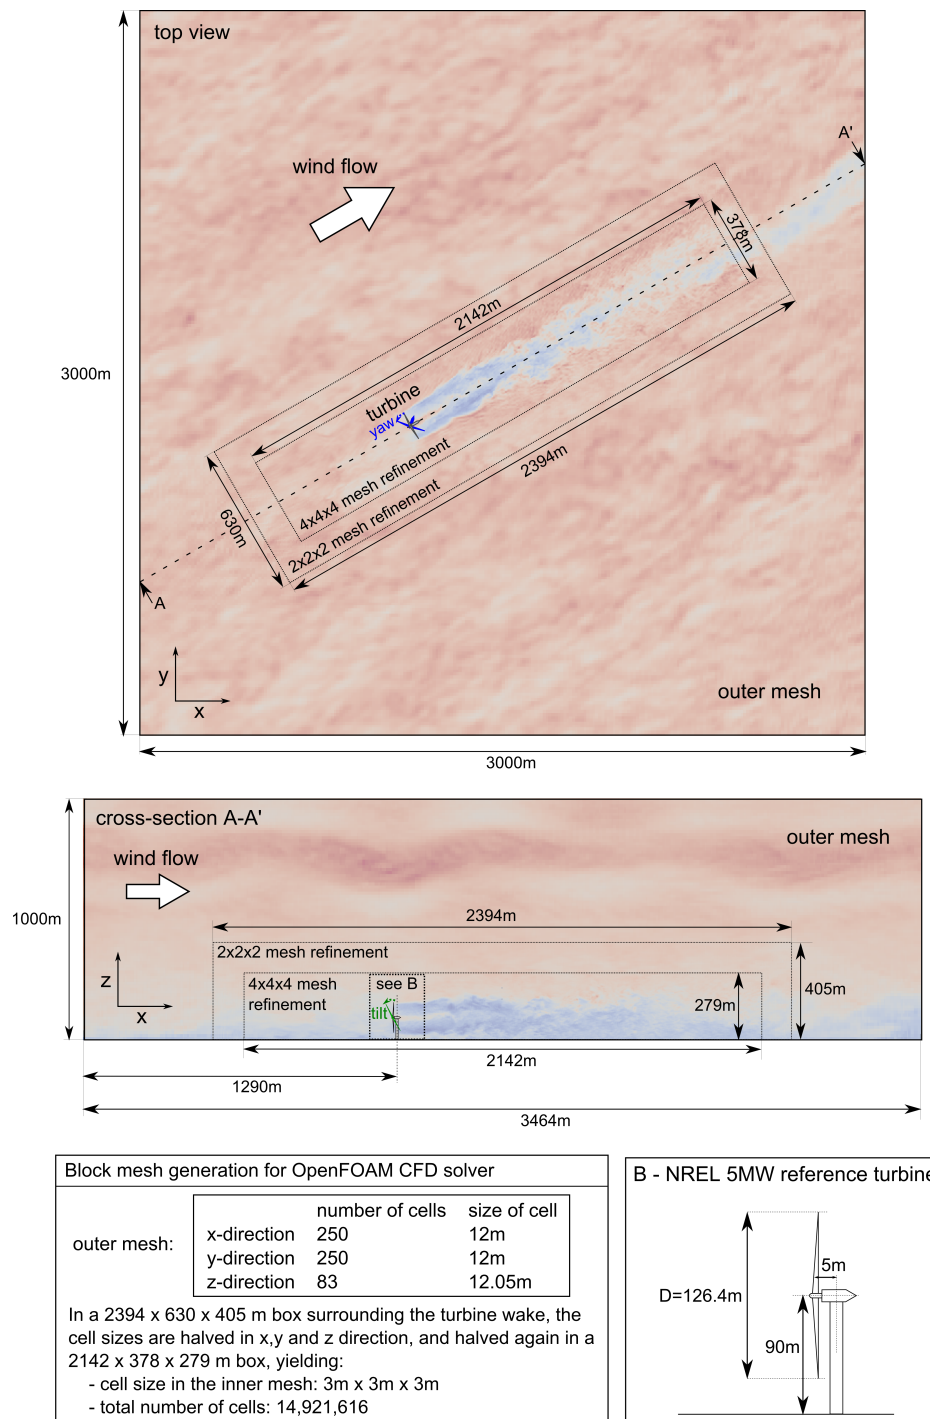 top view
A'
wind flow
378m
2142m
3000m
turbine
yaw
4x4x4 mesh refinement
2394m
630m
2x2x2 mesh refinement
A
y
x
outer mesh
3000m
cross-section A-A'
outer mesh
wind flow
1000m
2394m
2x2x2 mesh refinement
z
4x4x4 mesh
refinement
see B
tilt
279m
405m
x
2142m
1290m
3464m
Block mesh generation for OpenFOAM CFD solver
number of cells size of cell
outer mesh:
x-direction 250 12m
y-direction 250 12m
z-direction 83 12.05m
In a 2394 x 630 x 405 m box surrounding the turbine wake, the
cell sizes are halved in x,y and z direction, and halved again in a
2142 x 378 x 279 m box, yielding:
- cell size in the inner mesh: 3m x 3m x 3m
- total number of cells: 14,921,616
B - NREL 5MW reference turbine
5m
D=126.4m
90m